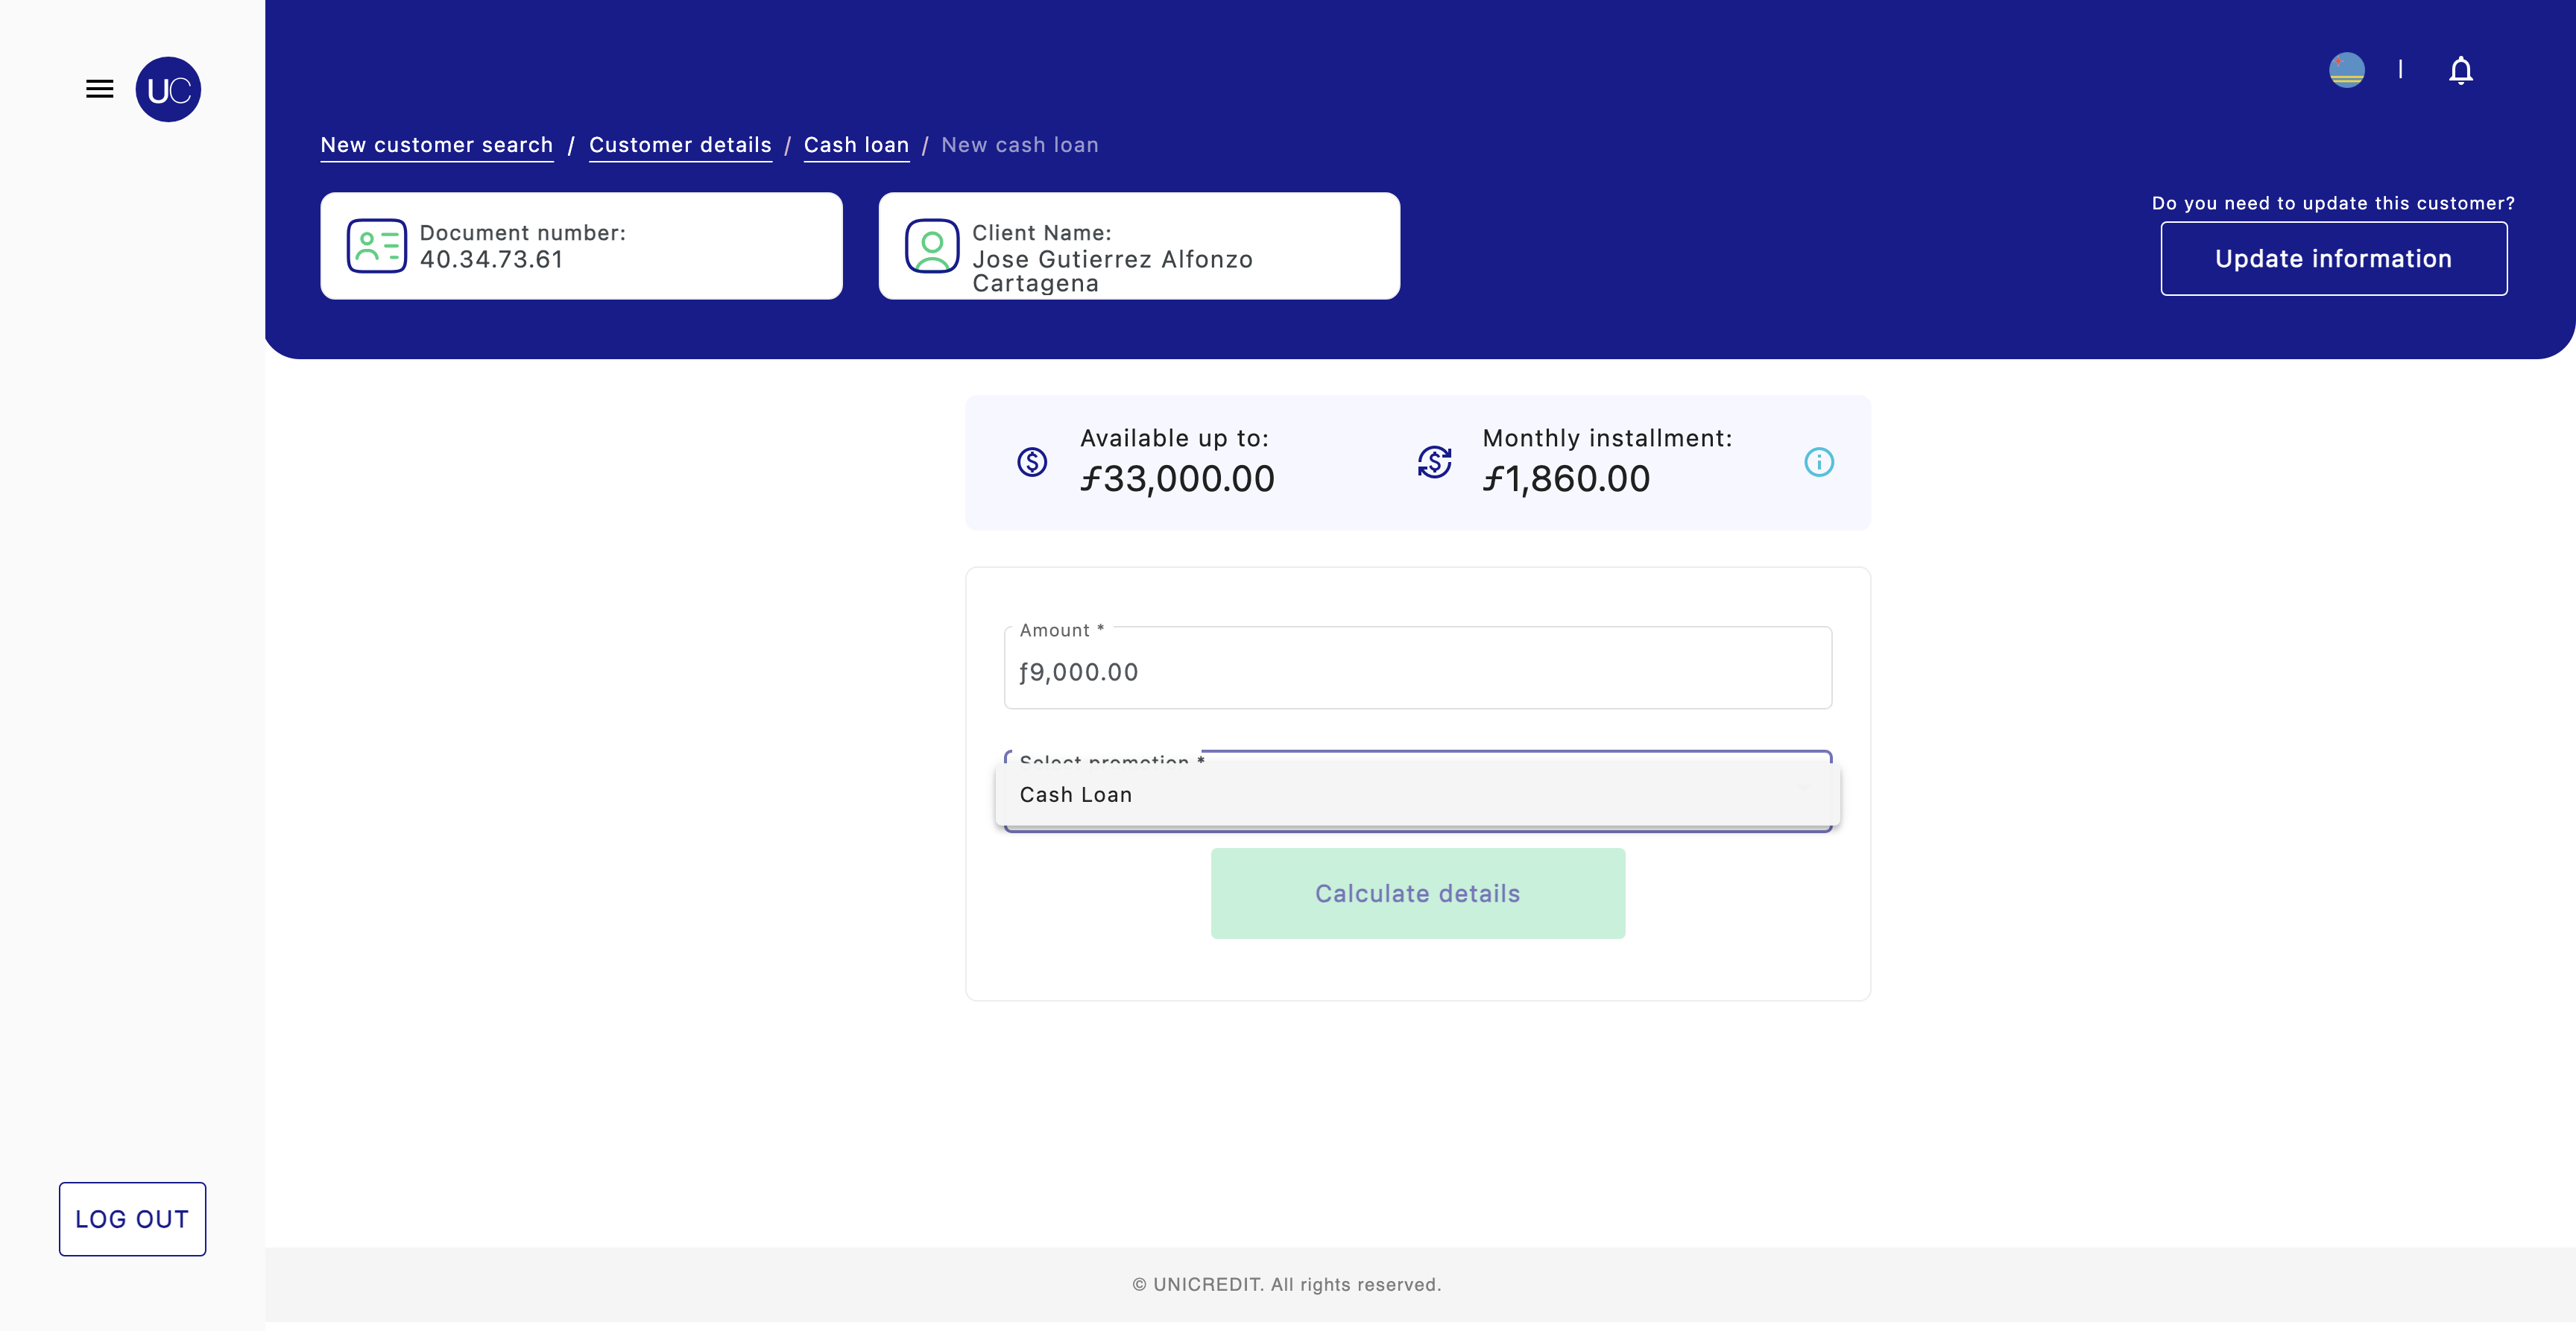 UC
New customer search / Customer details / Cash loan / New cash loan
Document number:
40.34.73.61
Client Name:
Jose Gutierrez Alfonzo
Cartagena
Do you need to update this customer?
Update information
Available up to:
ƒ33,000.00
Monthly installment:
ƒ1,860.00
Amount *
ƒ9,000.00
Select promotion *
Cash Loan
Calculate details
LOG OUT
© UNICREDIT. All rights reserved.